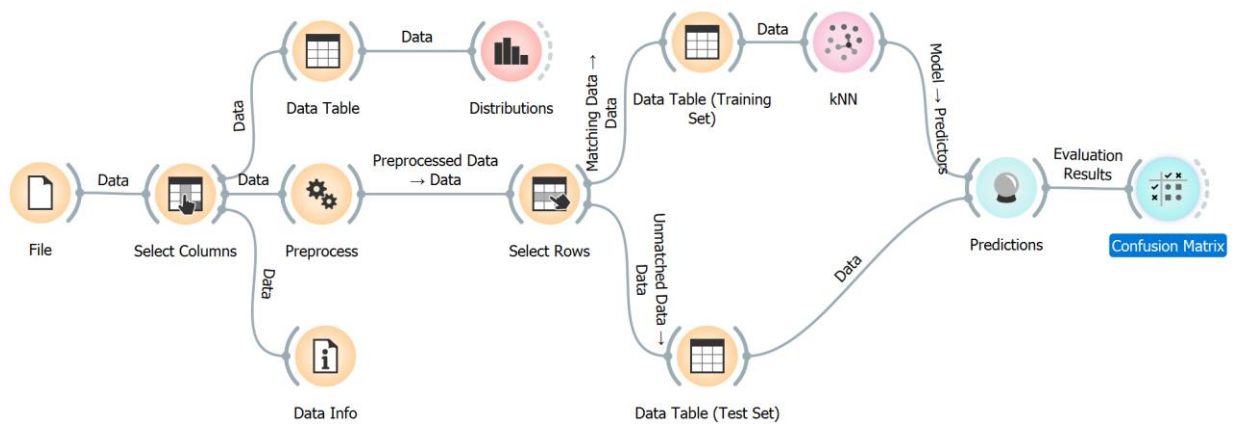 Data
Data Table
Distributions
Data
Matching Data →
Data
Data
Data Table (Training
Set)
kNN
Model → Predictors
File
Data
Select Columns
Data
Preprocess
Preprocessed Data
→ Data
Select Rows
Evaluation
Results
Predictions
Confusion Matrix
Data
Data Info
Unmatched Data →
Data
Data Table (Test Set)
Data